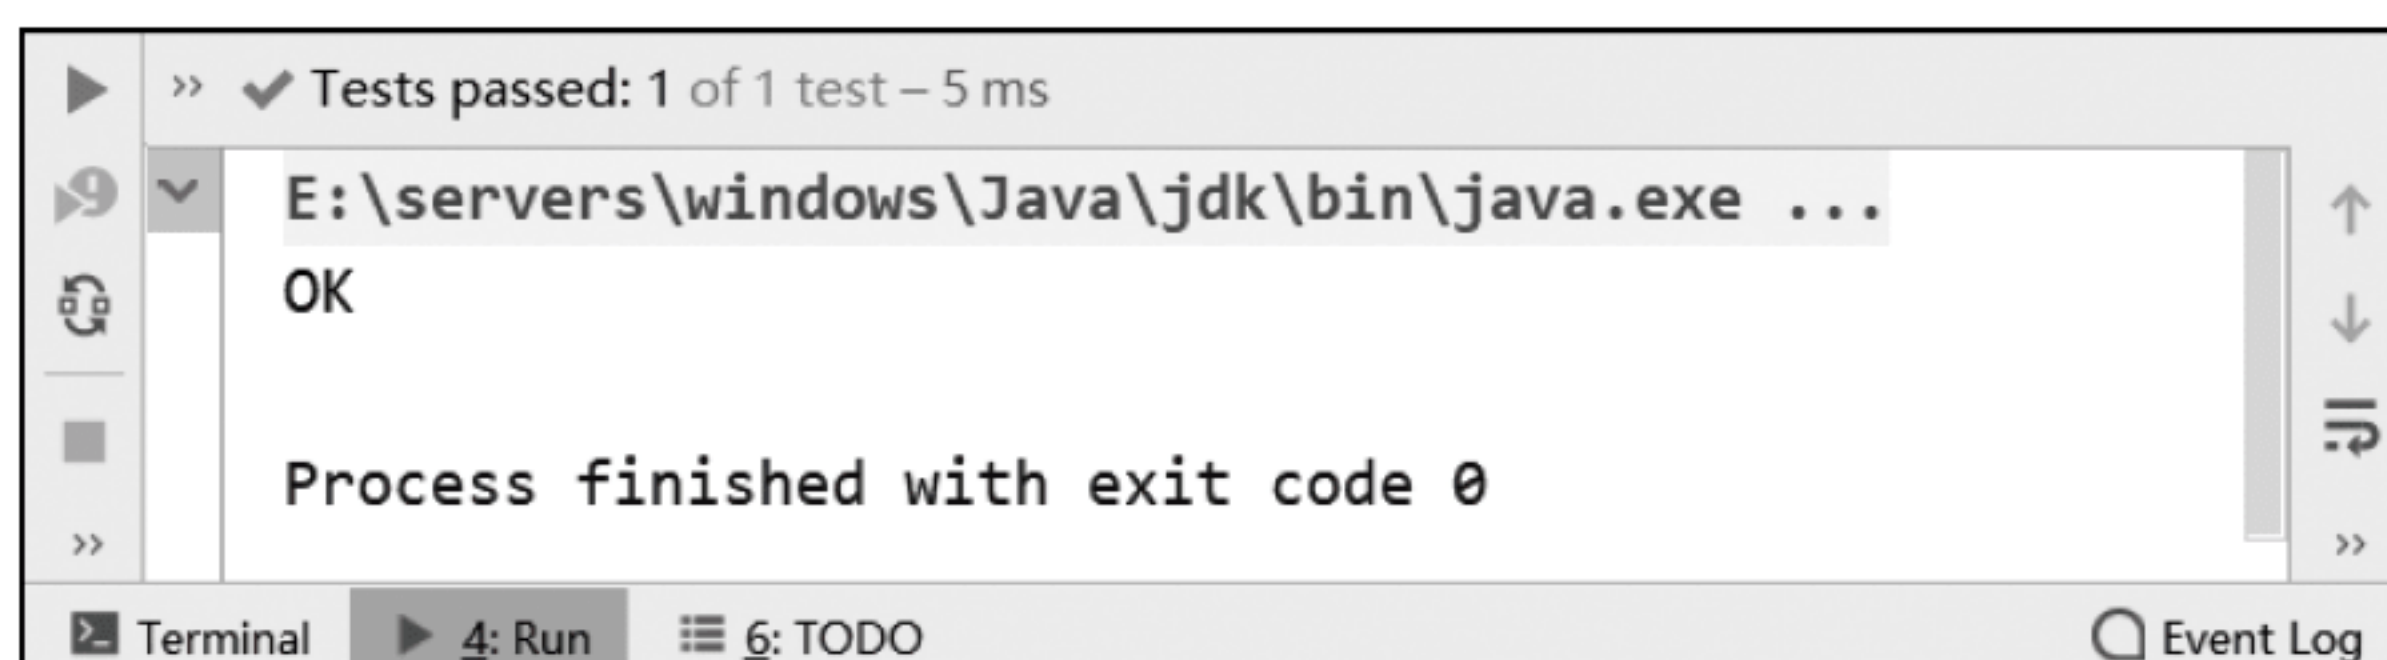 Tests passed: 1 of 1 test – 5 ms
E:\servers\windows\Java\jdk\bin\java.exe ...
OK
Process finished with exit code 0
Terminal 4: Run 6: TODO Event Log